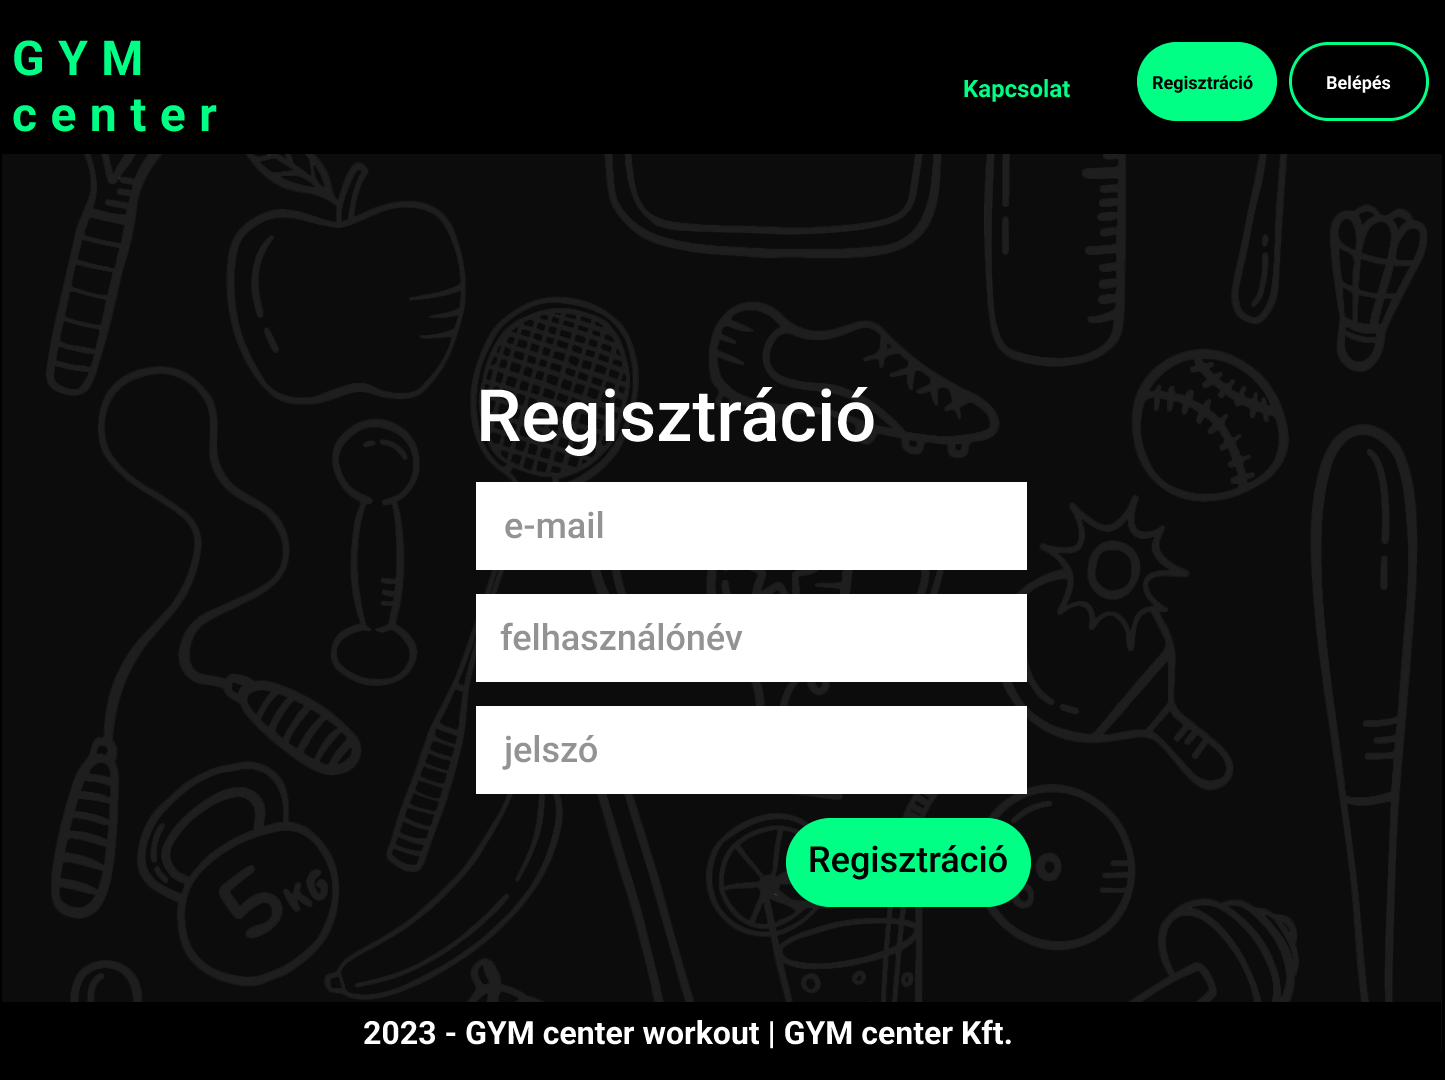 GYM
center
Kapcsolat
Regisztráció
Belépés
Regisztráció
e-mail
felhasználónév
jelszó
Regisztráció
5KG
2023 - GYM center workout | GYM center Kft.